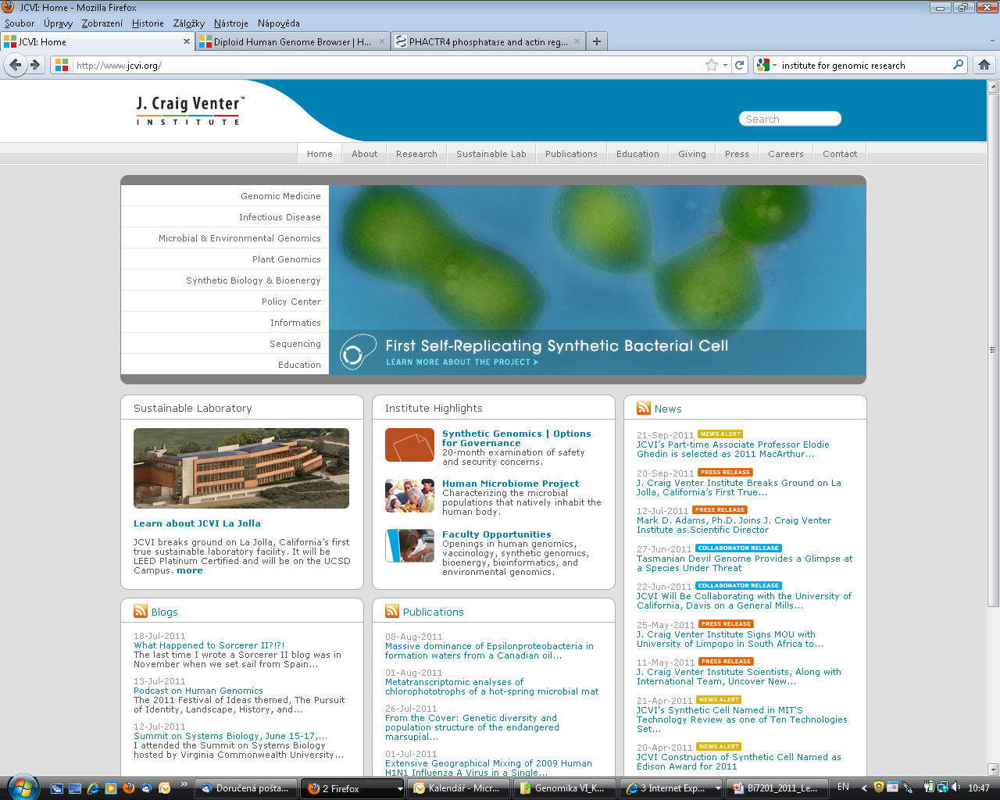 JCVI: Home - Mozilla Firefox
Soubor Úpravy Zobrazení Historie Záložky Nástroje Nápověda
JCVI: Home
Diploid Human Genome Browser | H...
PHACTR4 phosphatase and actin reg...
http://www.jcvi.org/
institute for genomic research
J. Craig Venter™
INSTITUTE
Search
Home About Research Sustainable Lab Publications Education Giving Press Careers Contact
Genomic Medicine
Infectious Disease
Microbial & Environmental Genomics
Plant Genomics
Synthetic Biology & Bioenergy
Policy Center
Informatics
Sequencing
Education
First Self-Replicating Synthetic Bacterial Cell
LEARN MORE ABOUT THE PROJECT
Sustainable Laboratory
Learn about JCVI La Jolla
JCVI breaks ground on La Jolla, California's first
true sustainable laboratory facility. It will be
LEED Platinum Certified and will be on the UCSD
Campus. more
Institute Highlights
Synthetic Genomics | Options
for Governance
20-month examination of safety
and security concerns.
Human Microbiome Project
Characterizing the microbial
populations that natively inhabit the
human body.
Faculty Opportunities
Openings in human genomics,
vaccinology, synthetic genomics,
bioenergy, bioinformatics, and
environmental genomics.
News
21-Sep-2011 NEWS ALERT
JCVI's Part-time Associate Professor Elodie
Ghedin is selected as 2011 MacArthur...
20-Sep-2011 PRESS RELEASE
J. Craig Venter Institute Breaks Ground on La
Jolla, California's First True...
12-Jul-2011 PRESS RELEASE
Mark D. Adams, Ph.D. Joins J. Craig Venter
Institute as Scientific Director
27-Jun-2011 COLLABORATOR RELEASE
Tasmanian Devil Genome Provides a Glimpse at
a Species Under Threat
22-Jun-2011 COLLABORATOR RELEASE
JCVI Will Be Collaborating with the University of
California, Davis on a General Mills...
25-May-2011 PRESS RELEASE
J. Craig Venter Institute Signs MOU with
University of Limpopo in South Africa to...
11-May-2011 PRESS RELEASE
J. Craig Venter Institute Scientists, Along with
International Team, Uncover New...
21-Apr-2011 NEWS ALERT
JCVI's Synthetic Cell Named in MIT'S
Technology Review as one of Ten Technologies
Set...
20-Apr-2011 NEWS ALERT
JCVI Construction of Synthetic Cell Named as
Edison Award for 2011
Blogs
18-Jul-2011
What Happened to Sorcerer II?!?!
The last time I wrote a Sorcerer II blog was in
November when we set sail from Spain...
13-Jul-2011
Podcast on Human Genomics
The 2011 Festival of Ideas themed, The Pursuit
of Identity, Landscape, History, and...
12-Jul-2011
Summit on Systems Biology, June 15-17,...
I attended the Summit on Systems Biology
hosted by Virginia Commonwealth University...
Publications
08-Aug-2011
Massive dominance of Epsilonproteobacteria in
formation waters from a Canadian oil...
01-Aug-2011
Metatranscriptomic analyses of
chlorophototrophs of a hot-spring microbial mat
26-Jul-2011
From the Cover: Genetic diversity and
population structure of the endangered
marsupial...
01-Jul-2011
Extensive Geographical Mixing of 2009 Human
H1N1 Influenza A Virus in a Single...
Doručená pošta... 2 Firefox Kalendář - Micr... Genomika VI_K... 3 Internet Exp... Bi7201_2011_Le... EN 10:47